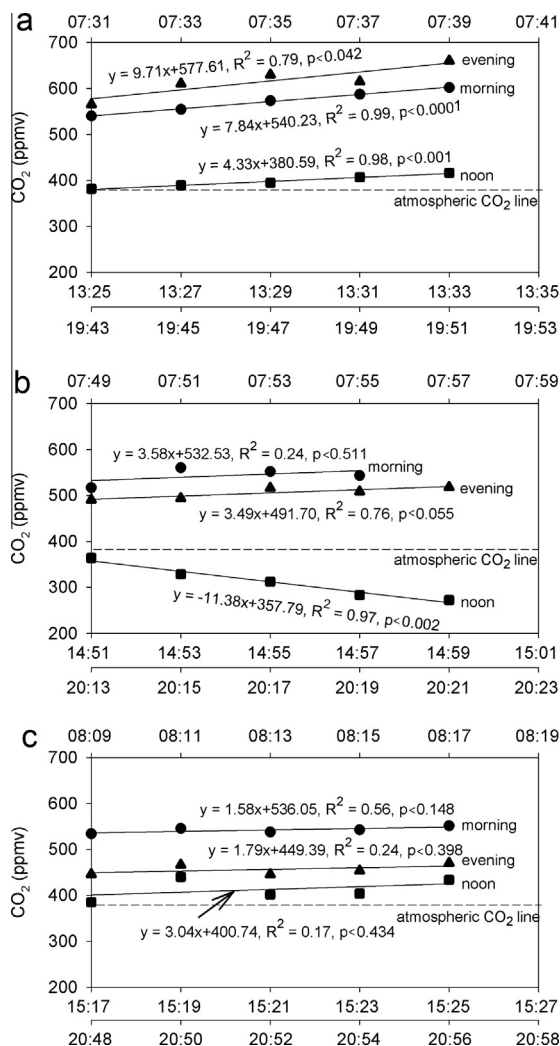 a
07:31 07:33 07:35 07:37 07:39 07:41
700
y = 9.71x+577.61, R2 = 0.79, p<0.042
evening
600
morning
y = 7.84x+540.23, R2 = 0.99, p<0.0001
500
CO2 (ppmv)
y = 4.33x+380.59, R2 = 0.98, p<0.001
400
noon
atmospheric CO2 line
300
200
13:25 13:27 13:29 13:31 13:33 13:35
19:43 19:45 19:47 19:49 19:51 19:53
b
07:49 07:51 07:53 07:55 07:57 07:59
700
y = 3.58x+532.53, R2 = 0.24, p<0.511
600
morning
evening
500
y = 3.49x+491.70, R2 = 0.76, p<0.055
CO2 (ppmv)
400
atmospheric CO2 line
300
noon
y = -11.38x+357.79, R2 = 0.97, p<0.002
200
14:51 14:53 14:55 14:57 14:59 15:01
20:13 20:15 20:17 20:19 20:21 20:23
c
08:09 08:11 08:13 08:15 08:17 08:19
700
y = 1.58x+536.05, R2 = 0.56, p<0.148
600
morning
500
y = 1.79x+449.39, R2 = 0.24, p<0.398
evening
CO2 (ppmv)
noon
400
atmospheric CO2 line
y = 3.04x+400.74, R2 = 0.17, p<0.434
300
200
15:17 15:19 15:21 15:23 15:25 15:27
20:48 20:50 20:52 20:54 20:56 20:58